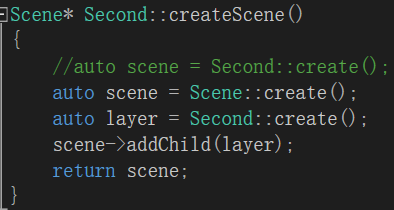 Scene* Second::createScene()
{
    //auto scene = Second::create();
    auto scene = Scene::create();
    auto layer = Second::create();
    scene->addChild(layer);
    return scene;
}